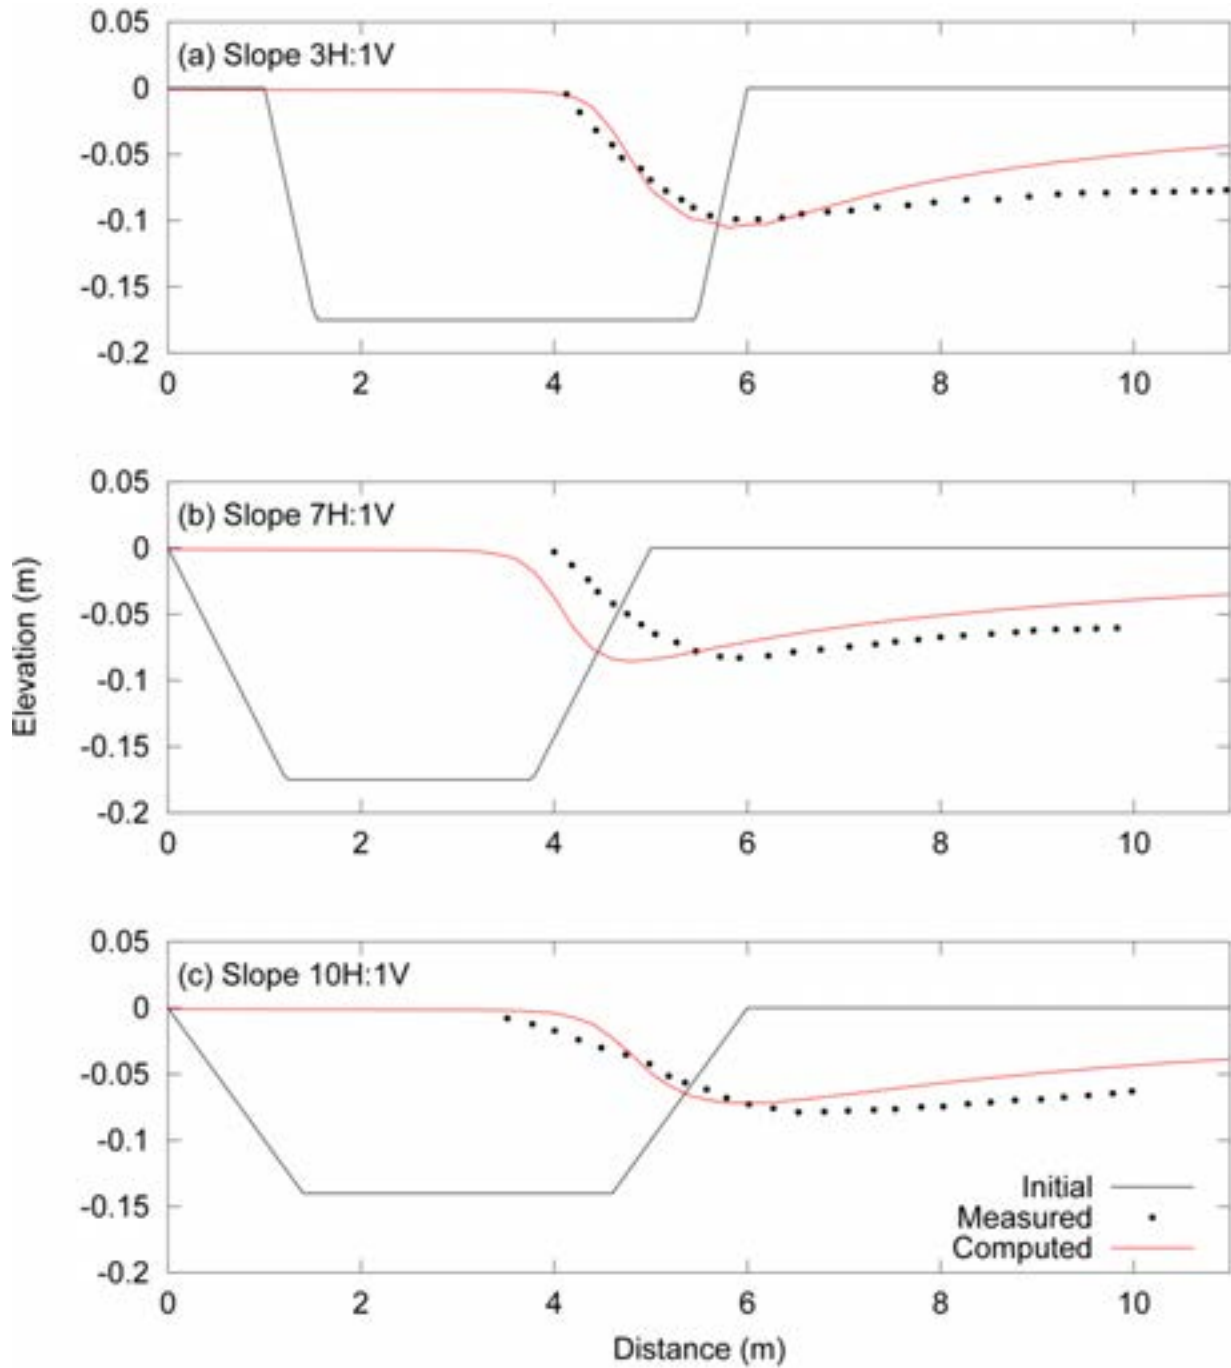 0.05
(a) Slope 3H:1V
0
-0.05
-0.1
-0.15
-0.2
0 2 4 6 8 10
0.05
(b) Slope 7H:1V
0
-0.05
-0.1
-0.15
-0.2
0 2 4 6 8 10
Elevation (m)
0.05
(c) Slope 10H:1V
0
-0.05
-0.1
-0.15
-0.2
Initial
Measured
Computed
0 2 4 6 8 10
Distance (m)